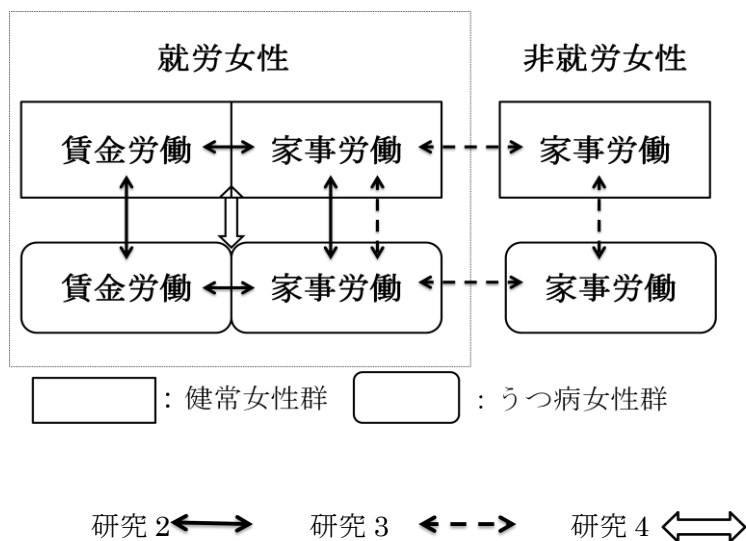 就労女性 非就労女性
賃金労働 家事労働 家事労働
賃金労働 家事労働 家事労働
：健常女性群 ：うつ病女性群
研究 2 研究 3 研究 4